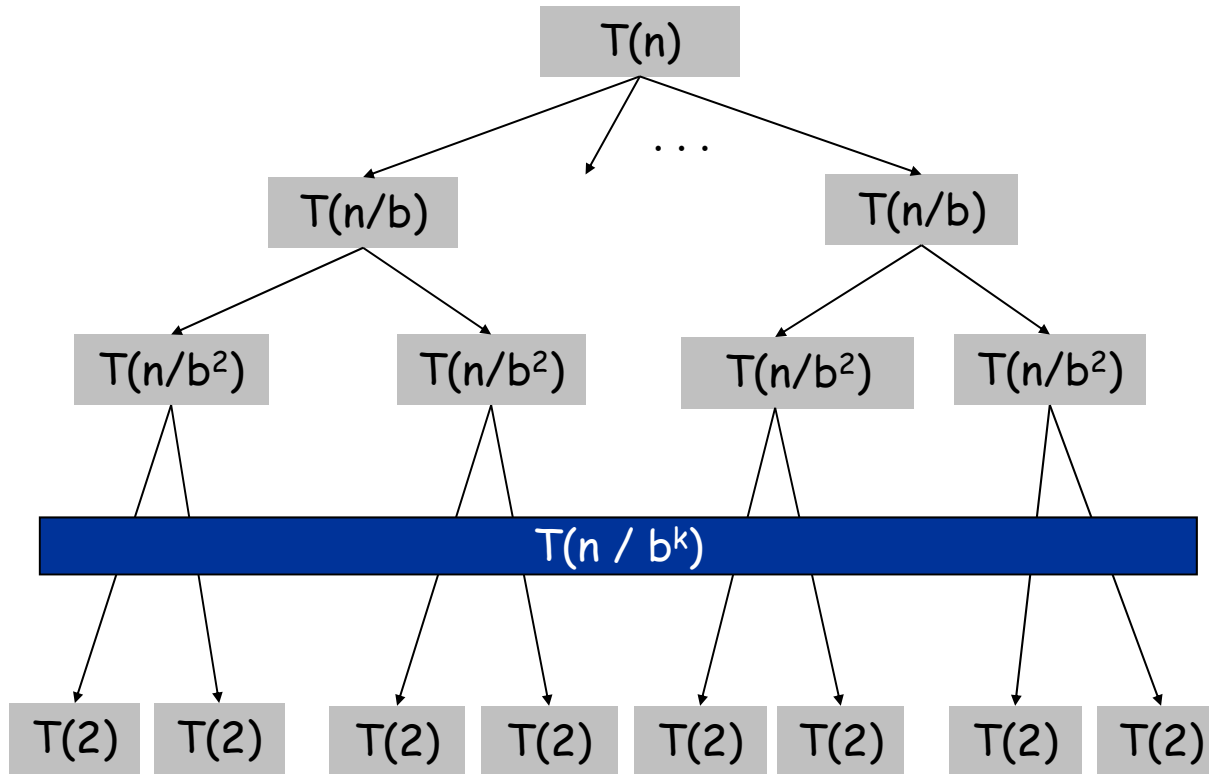 T(n)
. . .
T(n/b) T(n/b)
T(n/b²) T(n/b²) T(n/b²) T(n/b²)
T(n / bᵏ)
T(2) T(2) T(2) T(2) T(2) T(2) T(2) T(2)